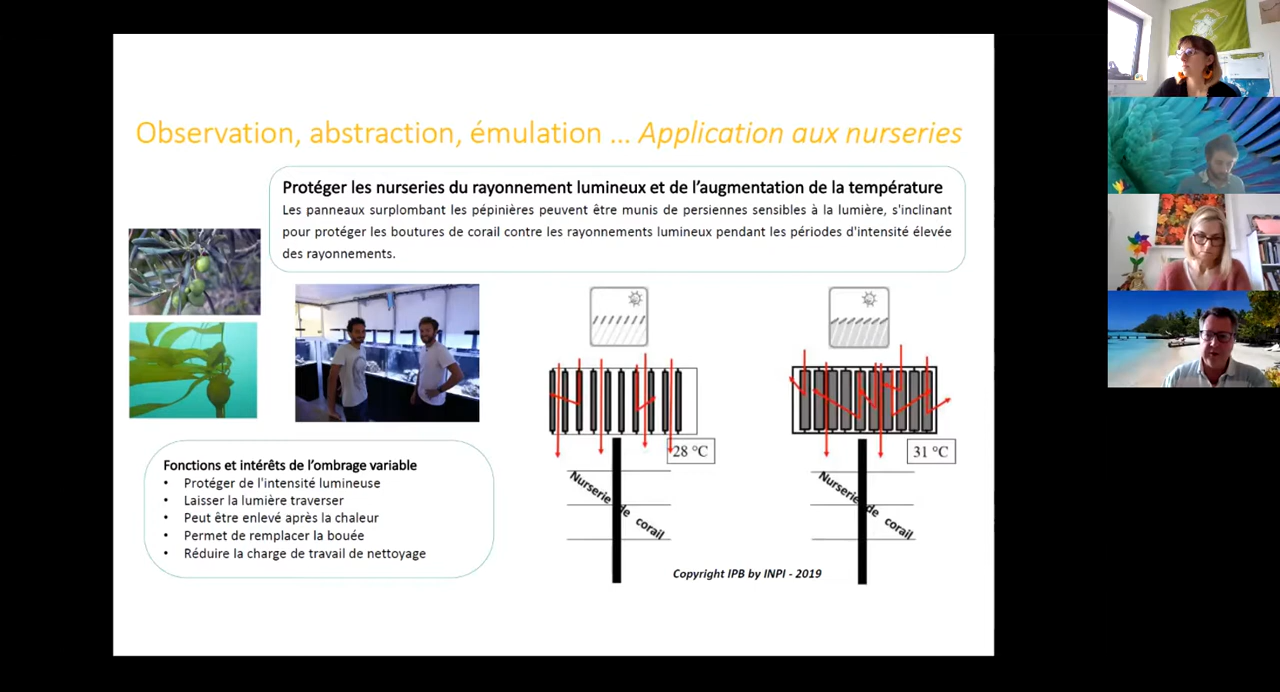 Observation, abstraction, émulation ... Application aux nurseries
Protéger les nurseries du rayonnement lumineux et de l'augmentation de la température
Les panneaux surplombant les pépinières peuvent être munis de persiennes sensibles à la lumière, s'inclinant
pour protéger les boutures de corail contre les rayonnements lumineux pendant les périodes d'intensité élevée
des rayonnements.
28 °C
31 °C
Nurserie de corail
Nurserie de corail
Fonctions et intérêts de l'ombrage variable
• Protéger de l'intensité lumineuse
• Laisser la lumière traverser
• Peut être enlevé après la chaleur
• Permet de remplacer la bouée
• Réduire la charge de travail de nettoyage
Copyright IPB by INPI - 2019